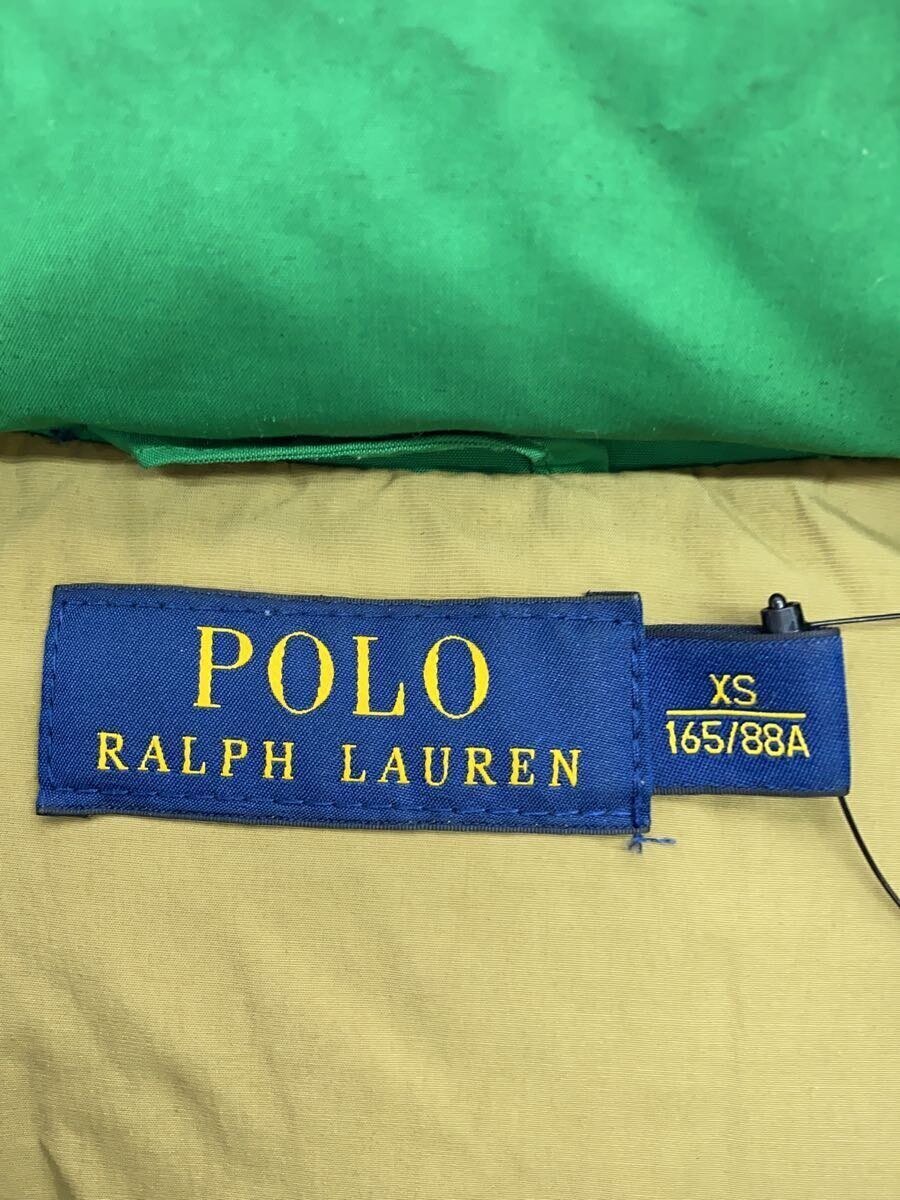 POLO
RALPH LAUREN
XS
165/88A